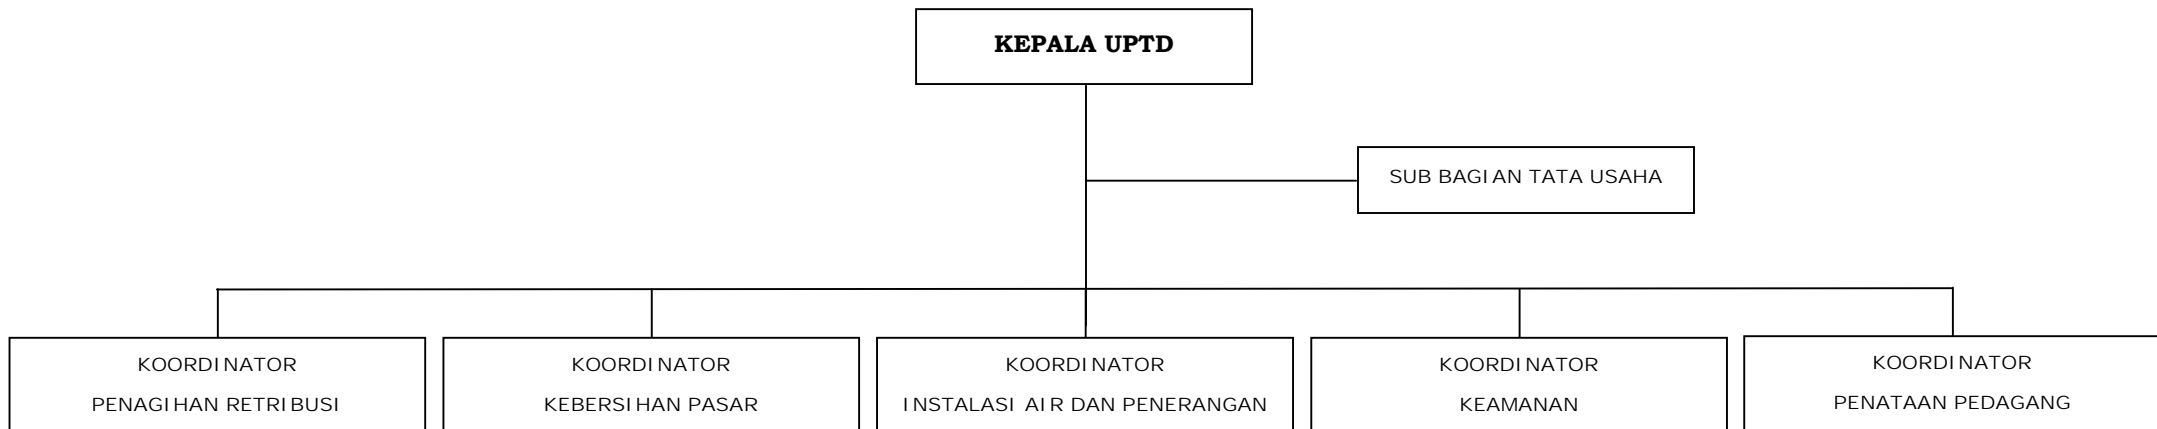 KEPALA UPTD
SUB BAGIAN TATA USAHA
KOORDINATOR
PENAGIHAN RETRIBUSI
KOORDINATOR
KEBERSIHAN PASAR
KOORDINATOR
INSTALASI AIR DAN PENERANGAN
KOORDINATOR
KEAMANAN
KOORDINATOR
PENATAAN PEDAGANG